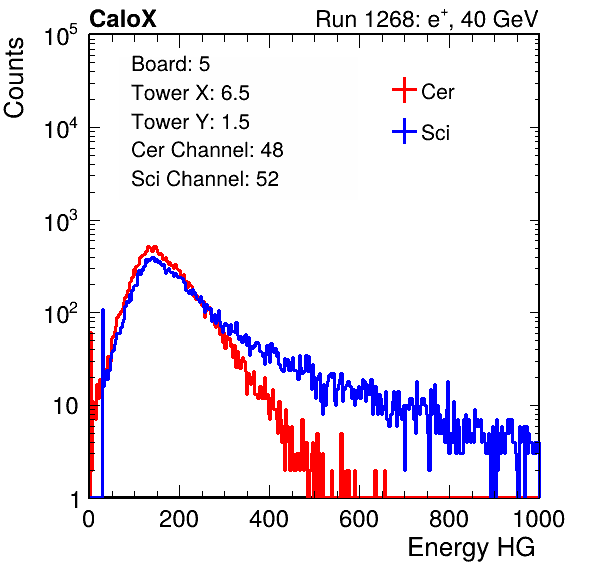 CaloX Run 1268: e⁺, 40 GeV
Counts
Board: 5
Tower X: 6.5
Tower Y: 1.5
Cer Channel: 48
Sci Channel: 52
Cer
Sci
10⁵
10⁴
10³
10²
10
1
0 200 400 600 800 1000
Energy HG